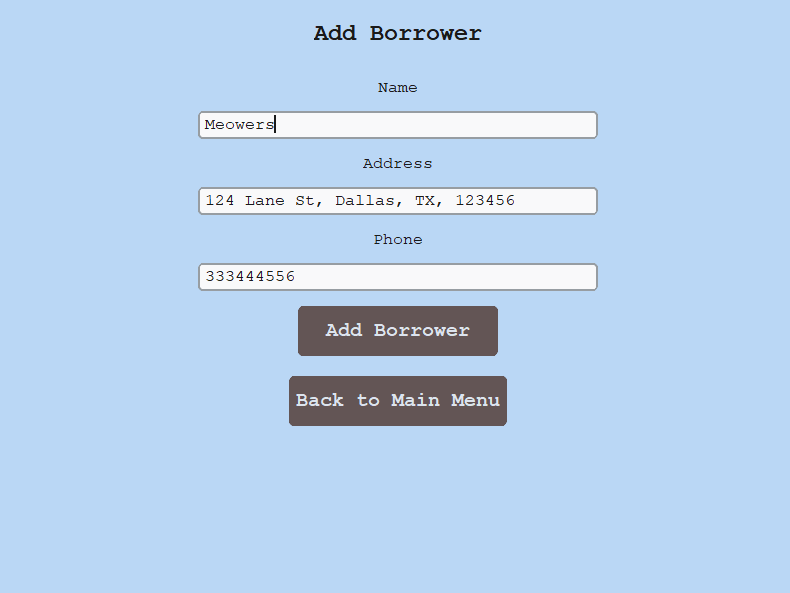 Add Borrower
Name
Meowers
Address
124 Lane St, Dallas, TX, 123456
Phone
333444556
Add Borrower
Back to Main Menu